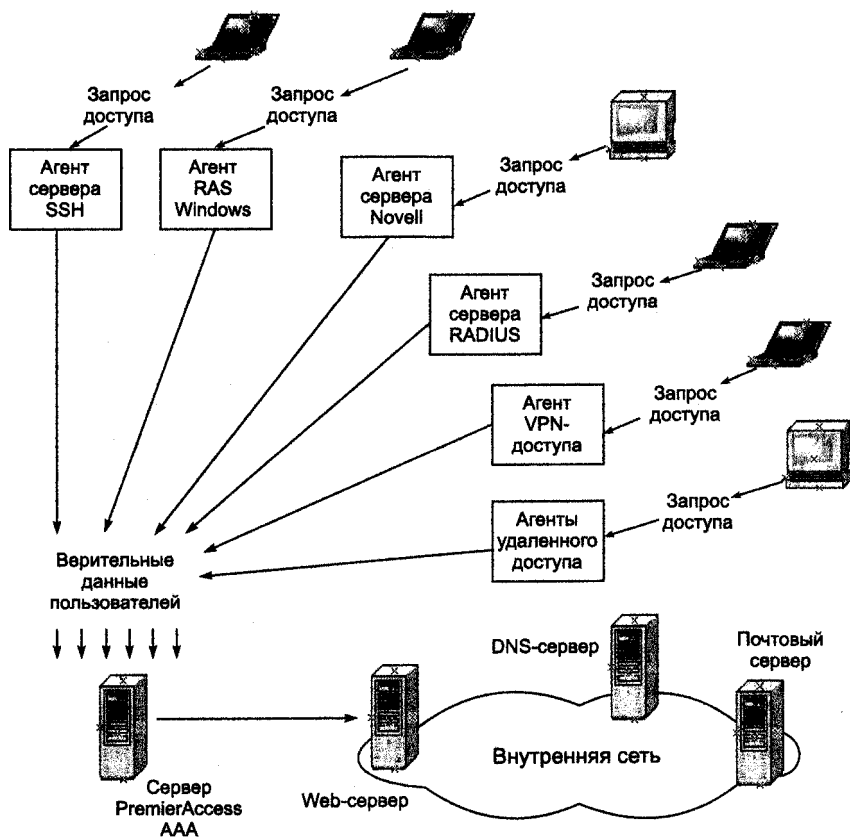 Запрос
доступа
Запрос
доступа
Агент
сервера
SSH
Агент
RAS
Windows
Агент
сервера
Novell
Запрос
доступа
Агент
сервера
RADIUS
Запрос
доступа
Агент
VPN-
доступа
Запрос
доступа
Агенты
удаленного
доступа
Запрос
доступа
Верительные
данные
пользователей
DNS-сервер
Почтовый
сервер
Внутренняя сеть
Сервер
PremierAccess
AAA
Web-сервер